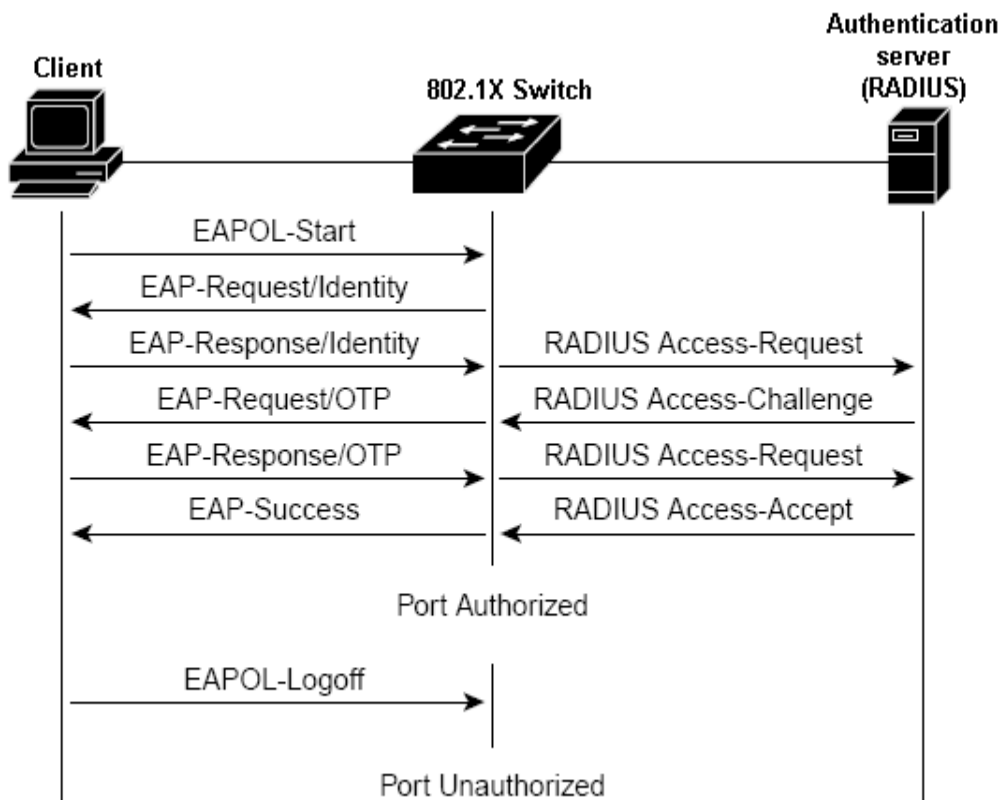 Authentication
server
(RADIUS)
Client
802.1X Switch
EAPOL-Start
EAP-Request/Identity
EAP-Response/Identity
RADIUS Access-Request
EAP-Request/OTP
RADIUS Access-Challenge
EAP-Response/OTP
RADIUS Access-Request
EAP-Success
RADIUS Access-Accept
Port Authorized
EAPOL-Logoff
Port Unauthorized